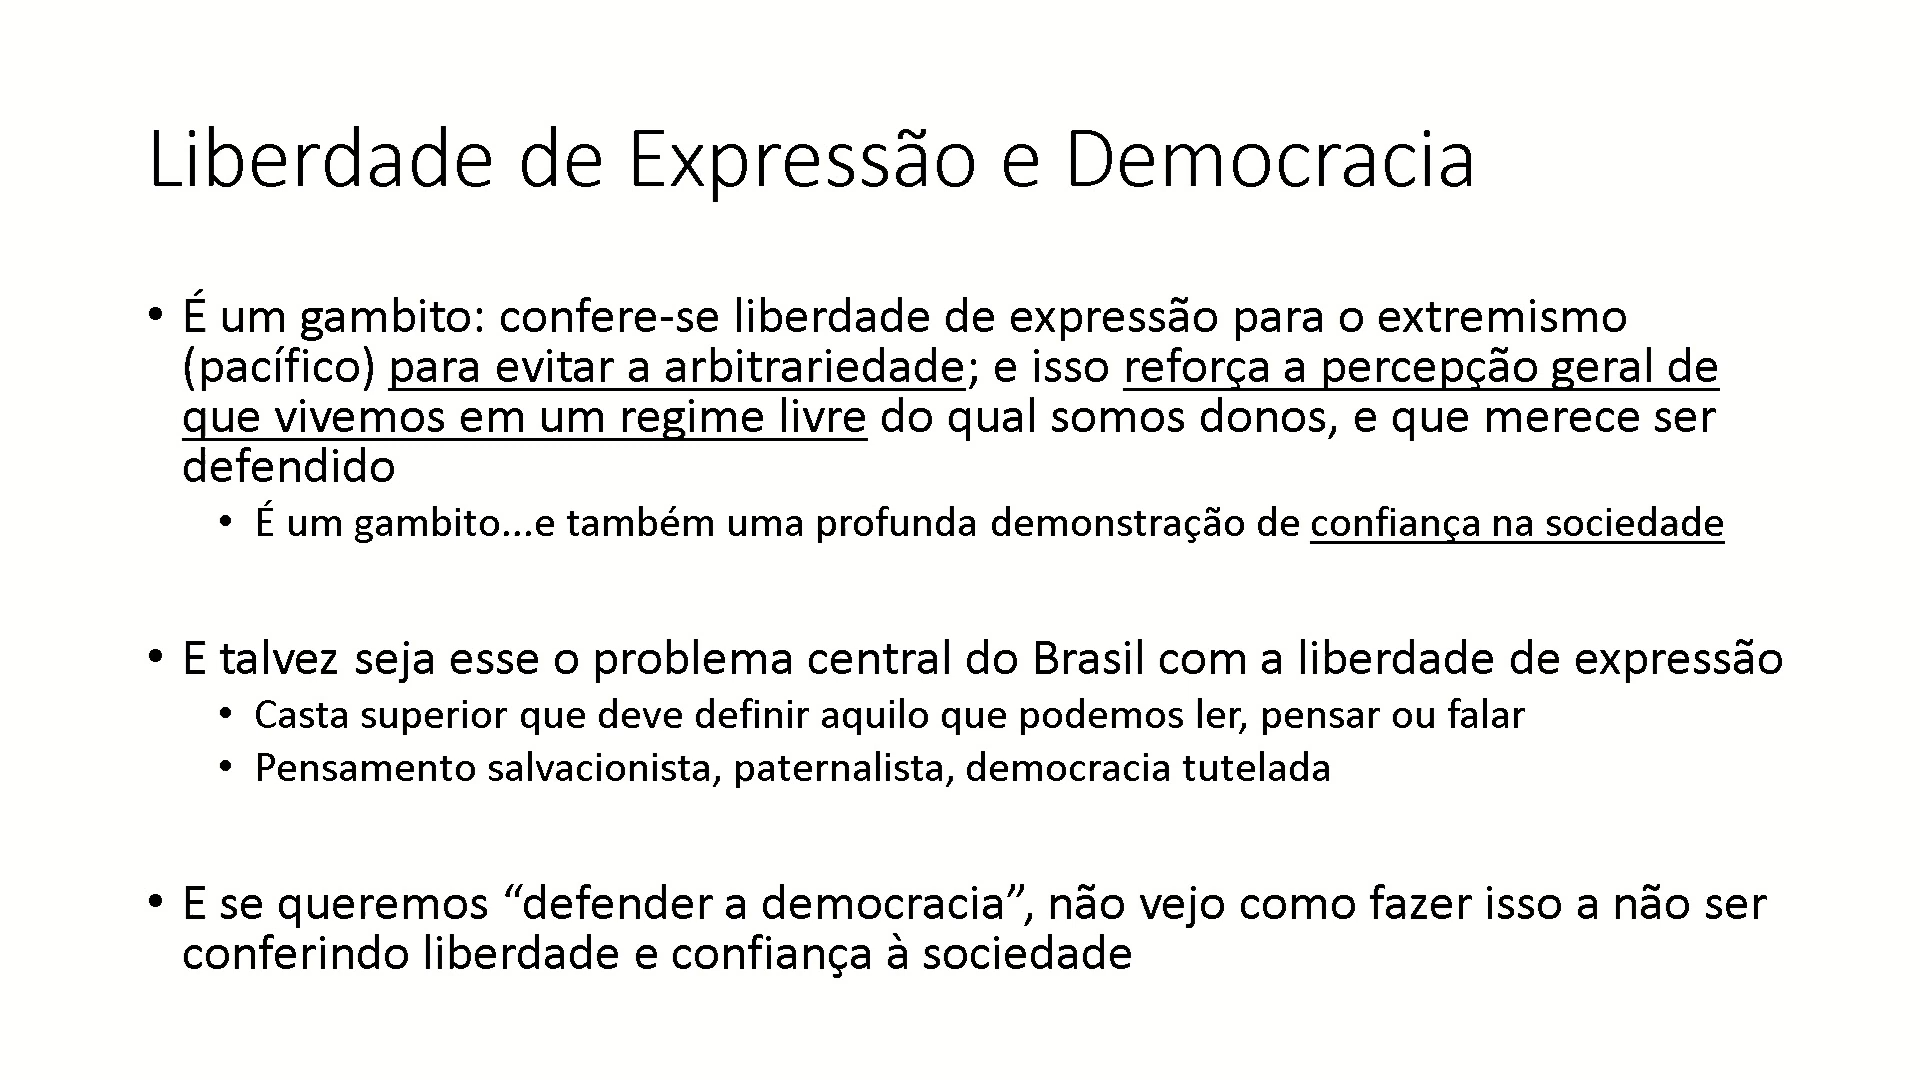 Liberdade de Expressão e Democracia
• É um gambito: confere-se liberdade de expressão para o extremismo
(pacífico) para evitar a arbitrariedade; e isso reforça a percepção geral de
que vivemos em um regime livre do qual somos donos, e que merece ser
defendido
• É um gambito...e também uma profunda demonstração de confiança na sociedade
• E talvez seja esse o problema central do Brasil com a liberdade de expressão
• Casta superior que deve definir aquilo que podemos ler, pensar ou falar
• Pensamento salvacionista, paternalista, democracia tutelada
• E se queremos “defender a democracia”, não vejo como fazer isso a não ser
conferindo liberdade e confiança à sociedade